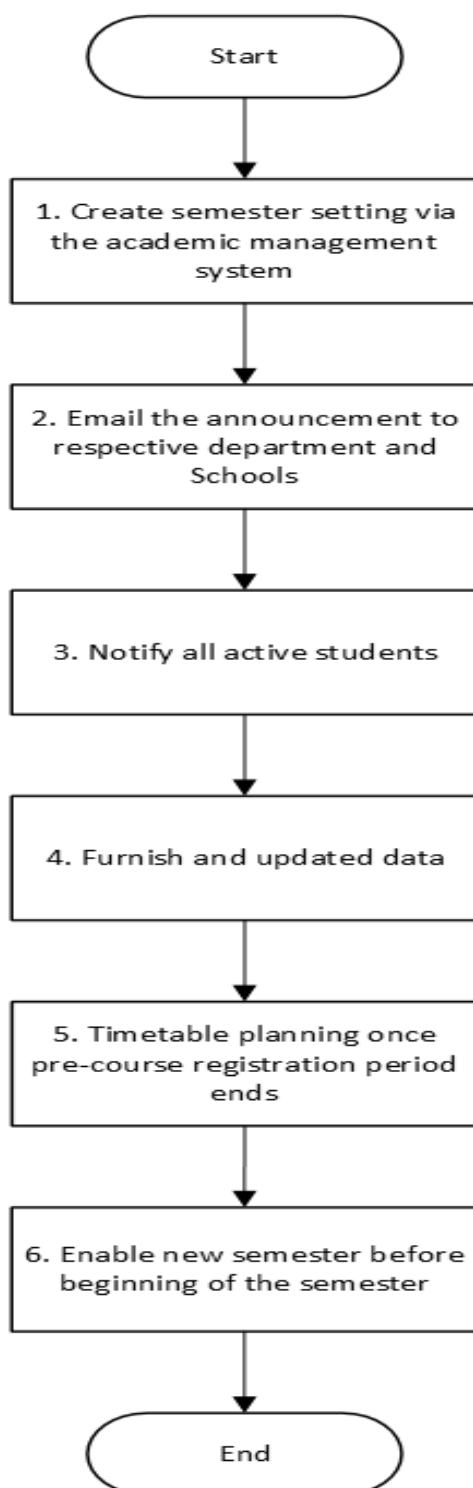 Start
1. Create semester setting via
the academic management
system
2. Email the announcement to
respective department and
Schools
3. Notify all active students
4. Furnish and updated data
5. Timetable planning once
pre-course registration period
ends
6. Enable new semester before
beginning of the semester
End